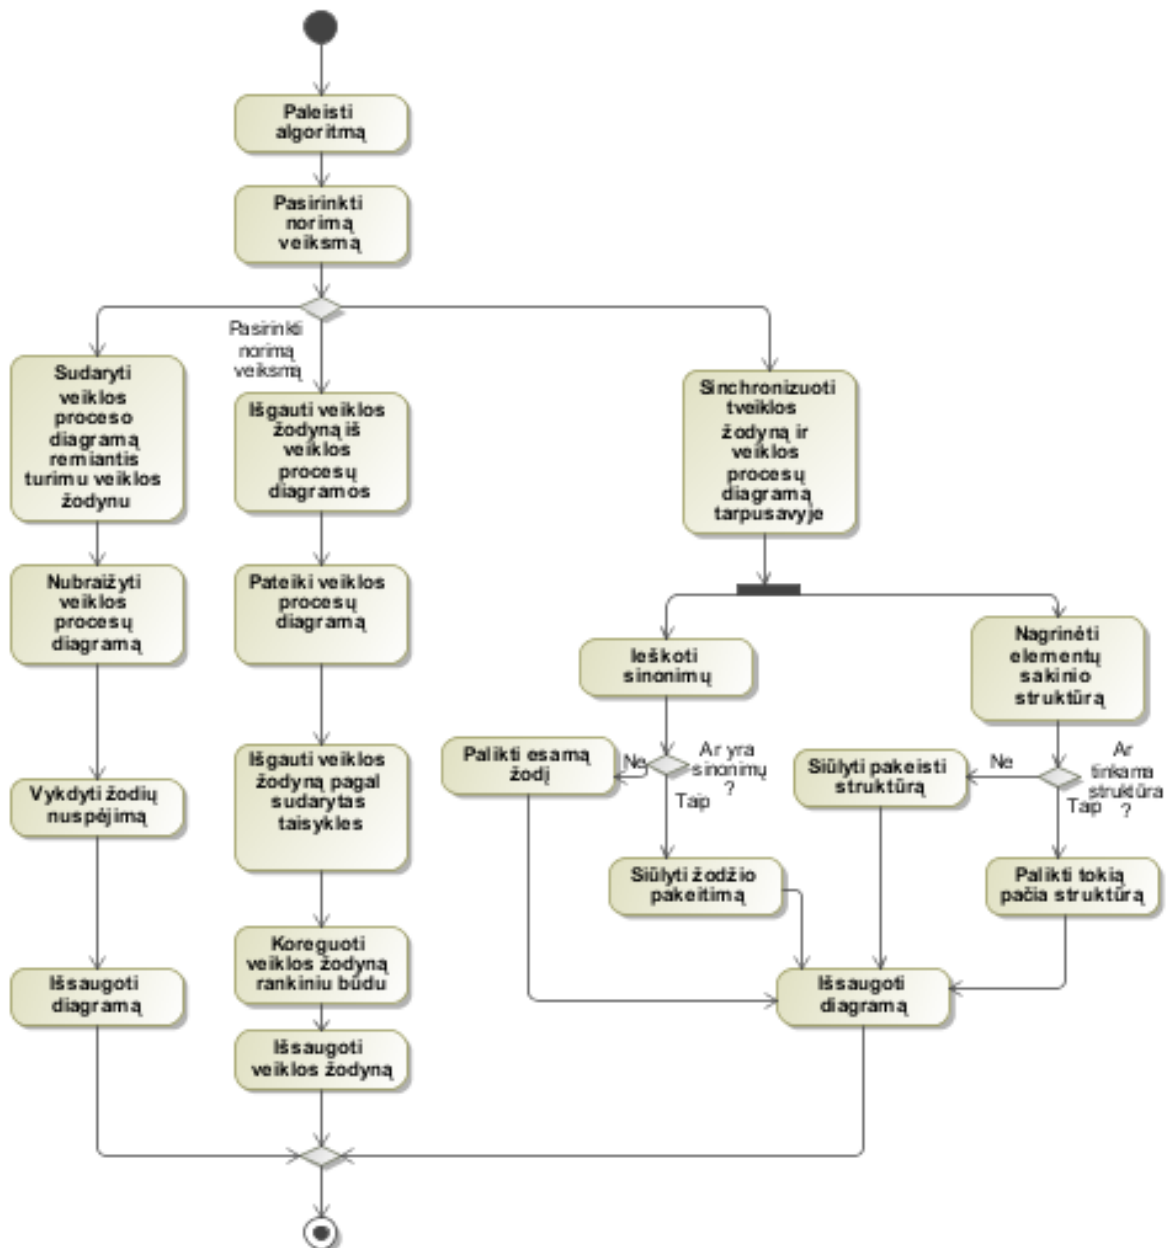 Paleisti
algoritmą
Pasirinkti
norimą
veiksmą
Pasirinkti
norimą
veiksmą
Sudaryti
veiklos
proceso
diagramą
remiantis
turimu veiklos
žodynu
Nubraižyti
veiklos
procesų
diagramą
Vykdyti žodių
nuspėjimą
Išsaugoti
diagramą
Išgauti veiklos
žodyną iš
veiklos
procesų
diagramos
Pateiki veiklos
procesų
diagramą
Išgauti veiklos
žodyną pagal
sudarytas
taisykles
Koreguoti
veiklos žodyną
rankiniu būdu
Išsaugoti
veiklos žodyną
Sinchronizuoti
tveiklos
žodyną ir
veiklos
procesų
diagramą
tarpusavyje
Ieškoti
sinonimų
Ar yra
sinonimų
?
Ne
Taip
Palikti esamą
žodį
Siūlyti žodžio
pakeitimą
Nagrinėti
elementų
sakinio
struktūrą
Ar
tinkama
struktūra
?
Ne
Taip
Siūlyti pakeisti
struktūrą
Palikti tokią
pačia struktūrą
Išsaugoti
diagramą